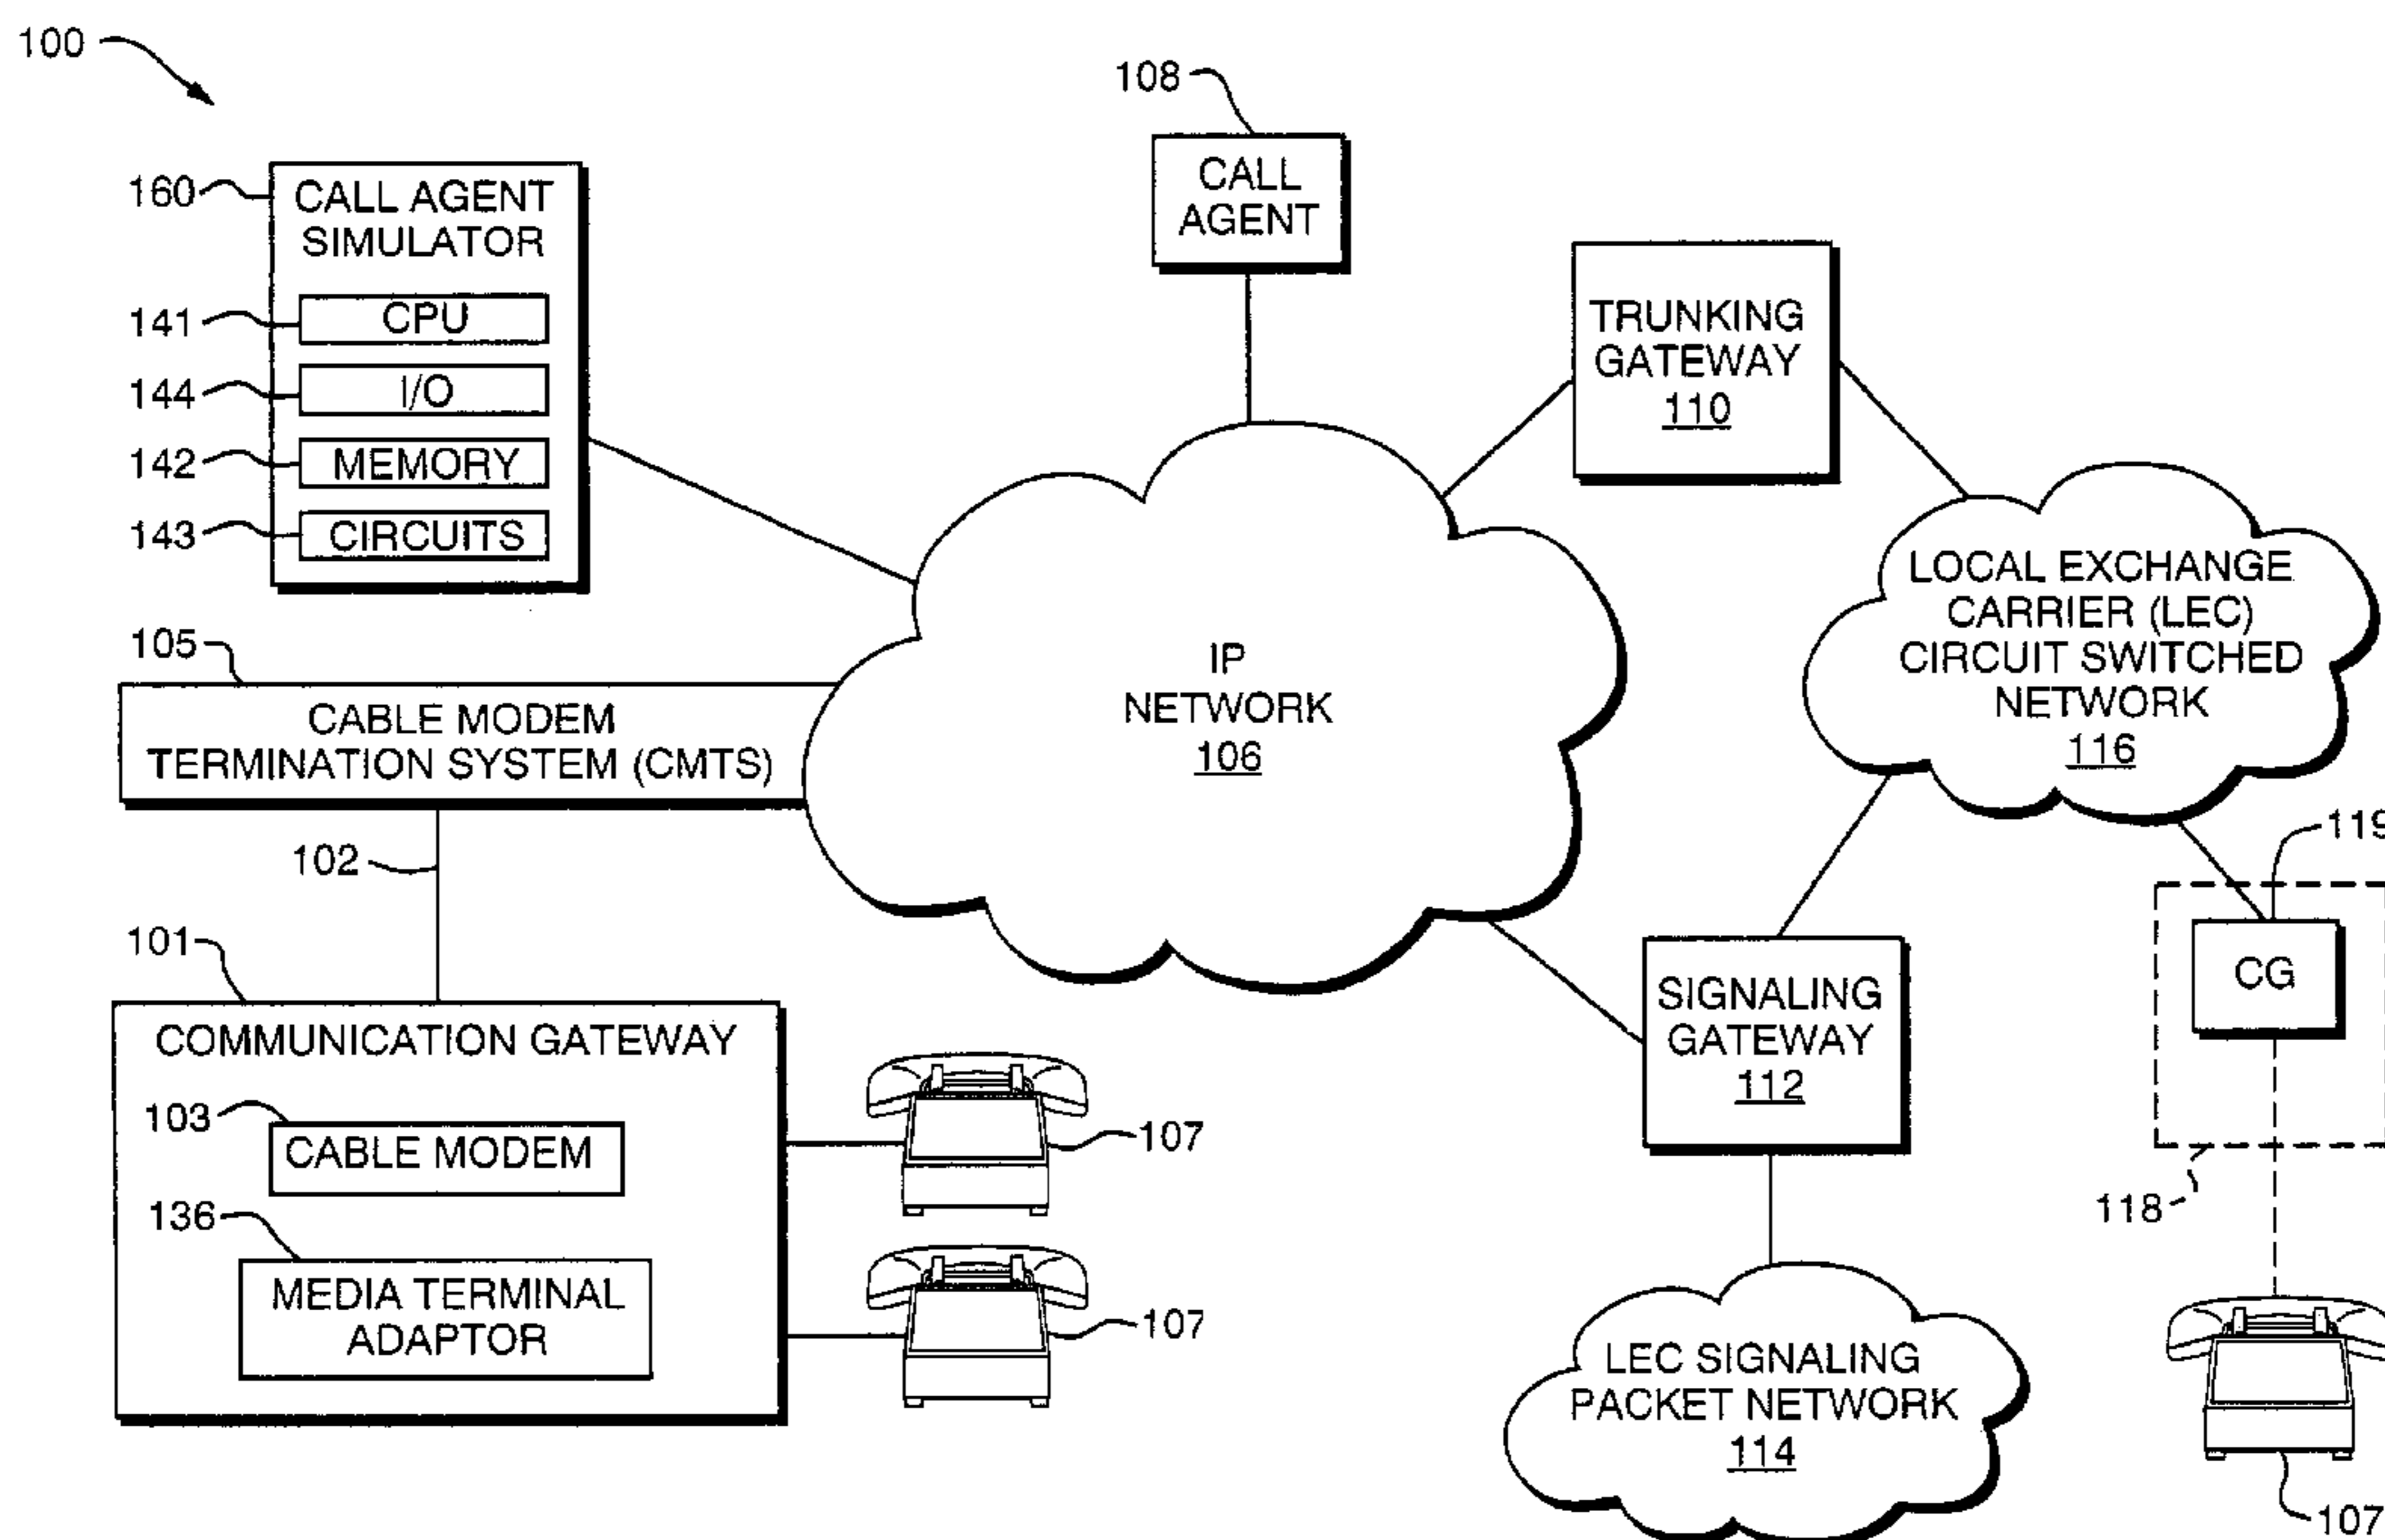 100
108
160
CALL AGENT
SIMULATOR
141
CPU
144
I/O
142
MEMORY
143
CIRCUITS
CALL
AGENT
TRUNKING
GATEWAY
110
LOCAL EXCHANGE
CARRIER (LEC)
CIRCUIT SWITCHED
NETWORK
116
105
CABLE MODEM
TERMINATION SYSTEM (CMTS)
IP
NETWORK
106
102
119
CG
118
101
COMMUNICATION GATEWAY
103
CABLE MODEM
136
MEDIA TERMINAL
ADAPTOR
107
107
SIGNALING
GATEWAY
112
LEC SIGNALING
PACKET NETWORK
114
107